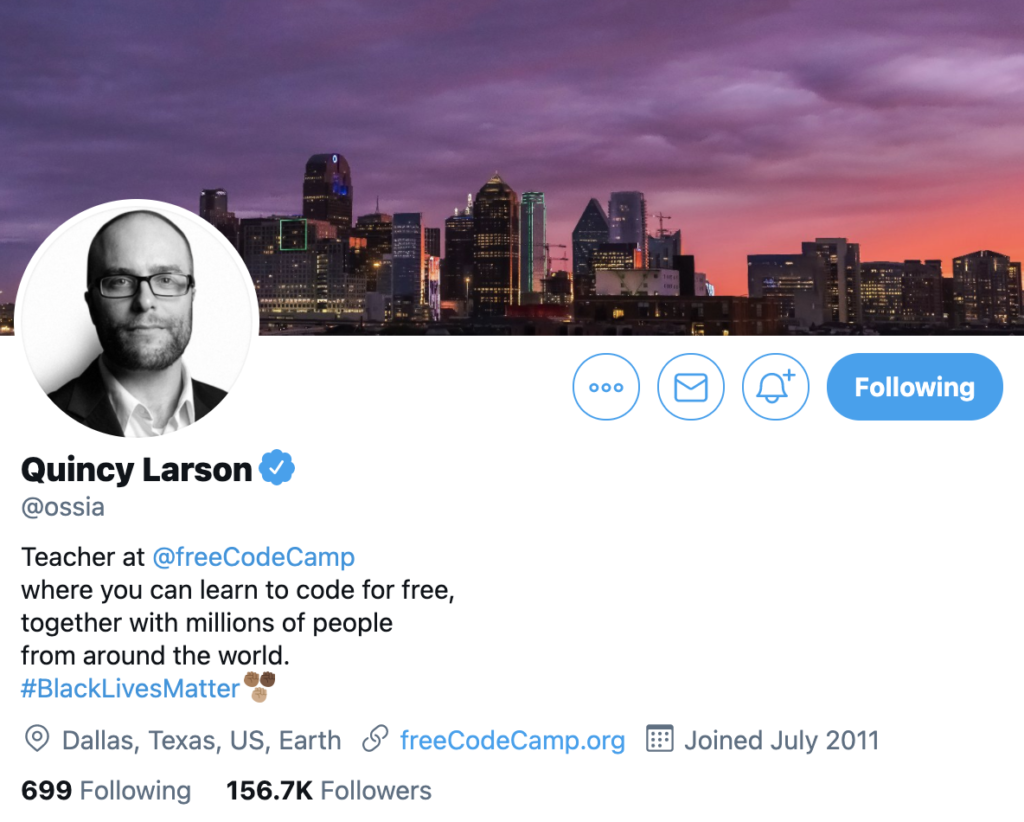 Following
Quincy Larson
@ossia
Teacher at @freeCodeCamp
where you can learn to code for free,
together with millions of people
from around the world.
#BlackLivesMatter✊🏾✊🏿✊🏼
Dallas, Texas, US, Earth freeCodeCamp.org Joined July 2011
699 Following 156.7K Followers